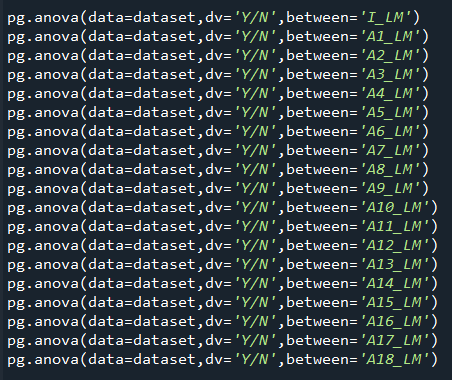 pg.anova(data=dataset,dv='Y/N',between='I_LM')
pg.anova(data=dataset,dv='Y/N',between='A1_LM')
pg.anova(data=dataset,dv='Y/N',between='A2_LM')
pg.anova(data=dataset,dv='Y/N',between='A3_LM')
pg.anova(data=dataset,dv='Y/N',between='A4_LM')
pg.anova(data=dataset,dv='Y/N',between='A5_LM')
pg.anova(data=dataset,dv='Y/N',between='A6_LM')
pg.anova(data=dataset,dv='Y/N',between='A7_LM')
pg.anova(data=dataset,dv='Y/N',between='A8_LM')
pg.anova(data=dataset,dv='Y/N',between='A9_LM')
pg.anova(data=dataset,dv='Y/N',between='A10_LM')
pg.anova(data=dataset,dv='Y/N',between='A11_LM')
pg.anova(data=dataset,dv='Y/N',between='A12_LM')
pg.anova(data=dataset,dv='Y/N',between='A13_LM')
pg.anova(data=dataset,dv='Y/N',between='A14_LM')
pg.anova(data=dataset,dv='Y/N',between='A15_LM')
pg.anova(data=dataset,dv='Y/N',between='A16_LM')
pg.anova(data=dataset,dv='Y/N',between='A17_LM')
pg.anova(data=dataset,dv='Y/N',between='A18_LM')